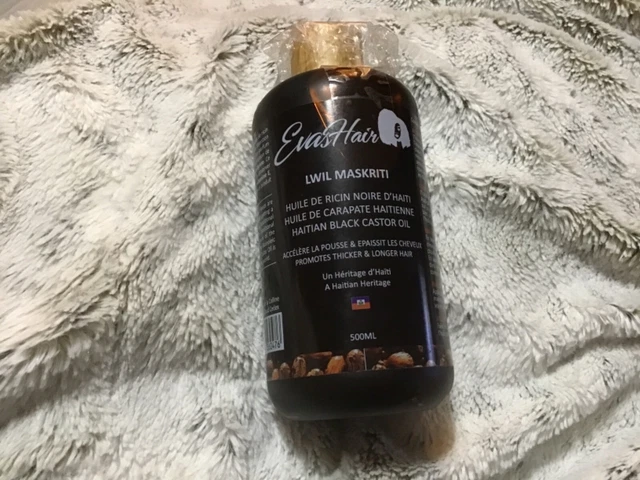 EvasHair
LWIL MASKRITI
HUILE DE RICIN NOIRE D'HAITI
HUILE DE CARAPATE HAITIENNE
HAITIAN BLACK CASTOR OIL
ACCÉLÈRE LA POUSSE & EPAISSIT LES CHEVEUX
PROMOTES THICKER & LONGER HAIR
Un Héritage d'Haïti
A Haitian Heritage
500ML